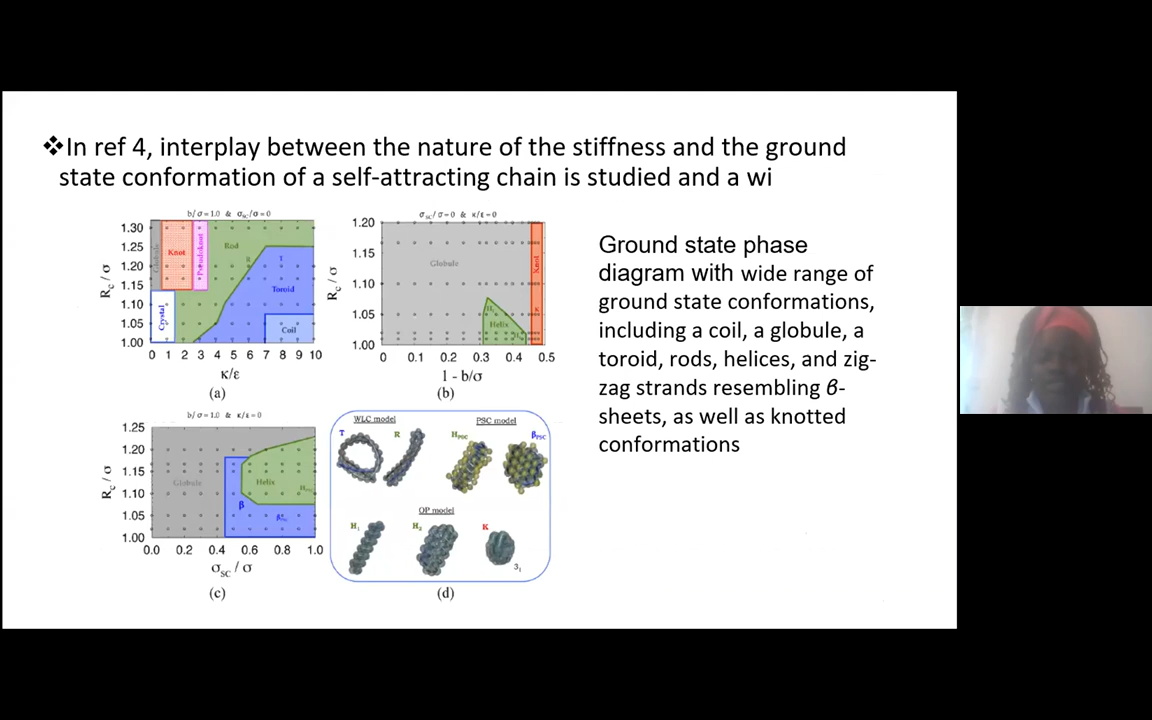 ❖In ref 4, interplay between the nature of the stiffness and the ground
state conformation of a self-attracting chain is studied and a wi
b/σ=1.0 & σSC/σ=0
Rc/σ
1.30
1.25
1.20
1.15
1.10
1.05
1.00
Globule
Knot
Pseudoknot
Rod
R
T
Toroid
Crystal
Coil
0 1 2 3 4 5 6 7 8 9 10
κ/ε
(a)
σSC/σ=0 & κ/ε=0
Rc/σ
1.20
1.15
1.10
1.05
1.00
Globule
Knot
K
Helix
0 0.1 0.2 0.3 0.4 0.5
1 - b/σ
(b)
Ground state phase
diagram with wide range of
ground state conformations,
including a coil, a globule, a
toroid, rods, helices, and zig-
zag strands resembling β-
sheets, as well as knotted
conformations
b/σ=1.0 & κ/ε=0
Rc/σ
1.25
1.20
1.15
1.10
1.05
1.00
Globule
Helix
β
0.0 0.2 0.4 0.6 0.8 1.0
σSC/σ
(c)
WLC model
PSC model
T
R
HPSC
βPSC
OP model
H1
H2
K
31
(d)